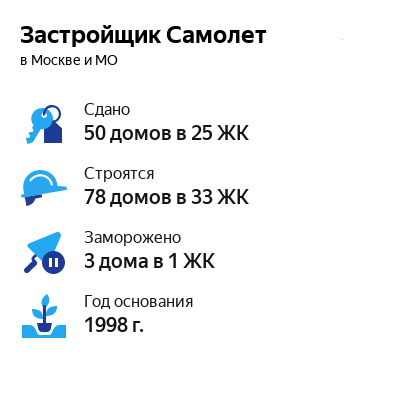 Застройщик Самолет
в Москве и МО
Сдано
50 домов в 25 ЖК
Строятся
78 домов в 33 ЖК
Заморожено
3 дома в 1 ЖК
Год основания
1998 г.